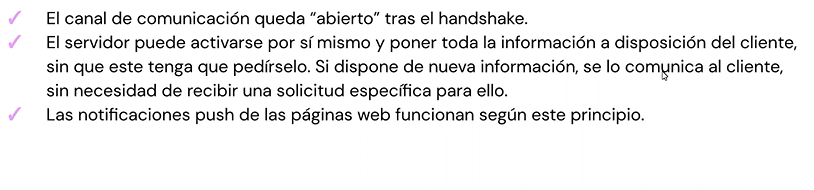 ✓ El canal de comunicación queda “abierto” tras el handshake.
✓ El servidor puede activarse por sí mismo y poner toda la información a disposición del cliente,
sin que este tenga que pedírselo. Si dispone de nueva información, se lo comunica al cliente,
sin necesidad de recibir una solicitud específica para ello.
✓ Las notificaciones push de las páginas web funcionan según este principio.